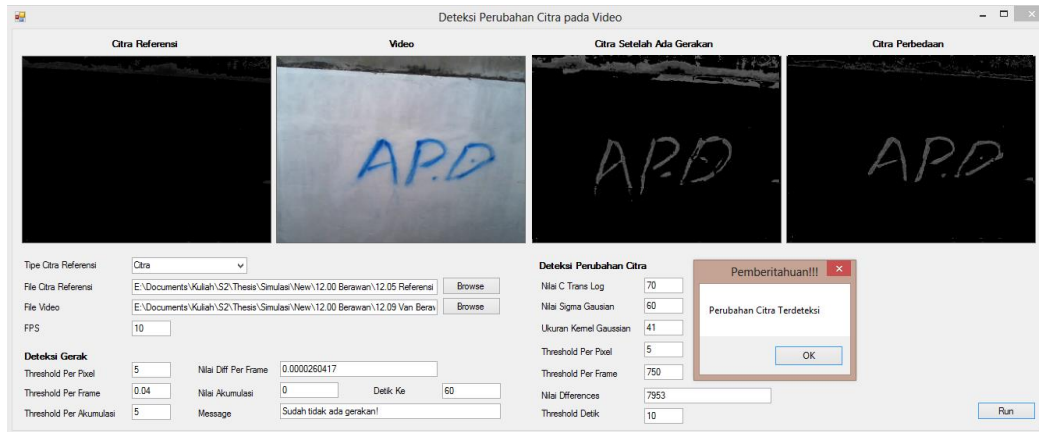 Deteksi Perubahan Citra pada Video
Citra Referensi
Video
Citra Setelah Ada Gerakan
Citra Perbedaan
AP.D
AP.D
AP.D
Tipe Citra Referensi
Citra
File Citra Referensi
E:\Documents\Kuliah\S2\Thesis\Simulasi\New\12.00 Berawan\12.05 Referensi
Browse
File Video
E:\Documents\Kuliah\S2\Thesis\Simulasi\New\12.00 Berawan\12.09 Van Beraw
Browse
FPS
10
Deteksi Gerak
Threshold Per Pixel
5
Nilai Diff Per Frame
0.0000260417
Threshold Per Frame
0.04
Nilai Akumulasi
0
Detik Ke
60
Threshold Per Akumulasi
5
Message
Sudah tidak ada gerakan!
Deteksi Perubahan Citra
Nilai C Trans Log
70
Nilai Sigma Gausian
60
Ukuran Kernel Gaussian
41
Threshold Per Pixel
5
Threshold Per Frame
750
Nilai Dfferences
7953
Threshold Detik
10
Pemberitahuan!!!
Perubahan Citra Terdeteksi
OK
Run